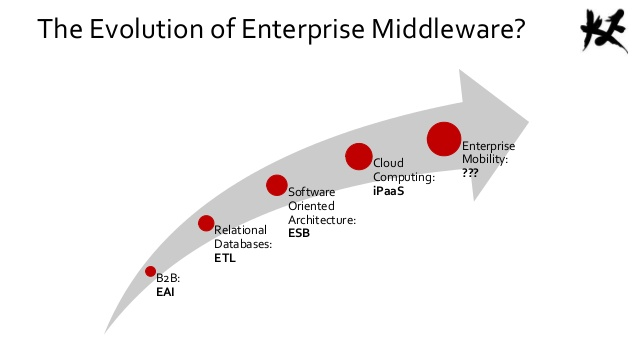 The Evolution of Enterprise Middleware?
Enterprise
Mobility:
???
Cloud
Computing:
iPaaS
Software
Oriented
Architecture:
ESB
Relational
Databases:
ETL
B2B:
EAI